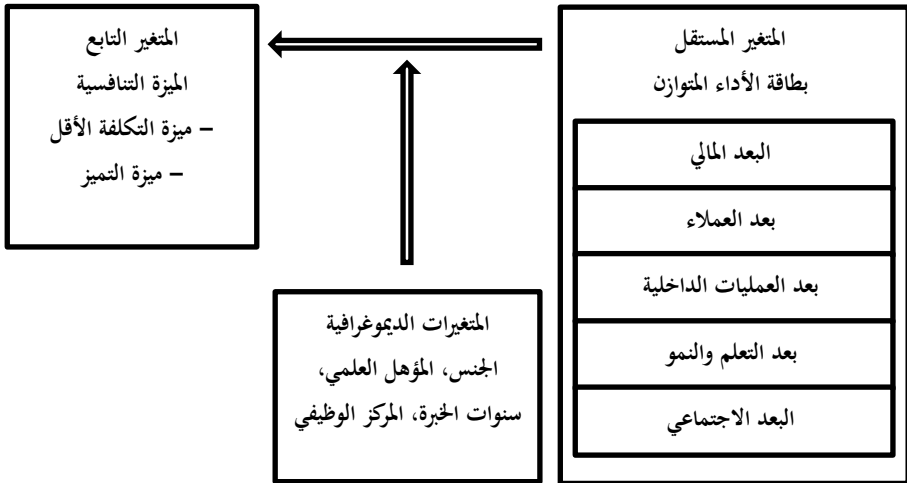 المتغير المستقل
بطاقة الأداء المتوازن
البعد المالي
بعد العملاء
بعد العمليات الداخلية
بعد التعلم والنمو
البعد الاجتماعي
المتغير التابع
الميزة التنافسية
– ميزة التكلفة الأقل
– ميزة التميز
المتغيرات الديموغرافية
الجنس، المؤهل العلمي،
سنوات الخبرة، المركز الوظيفي